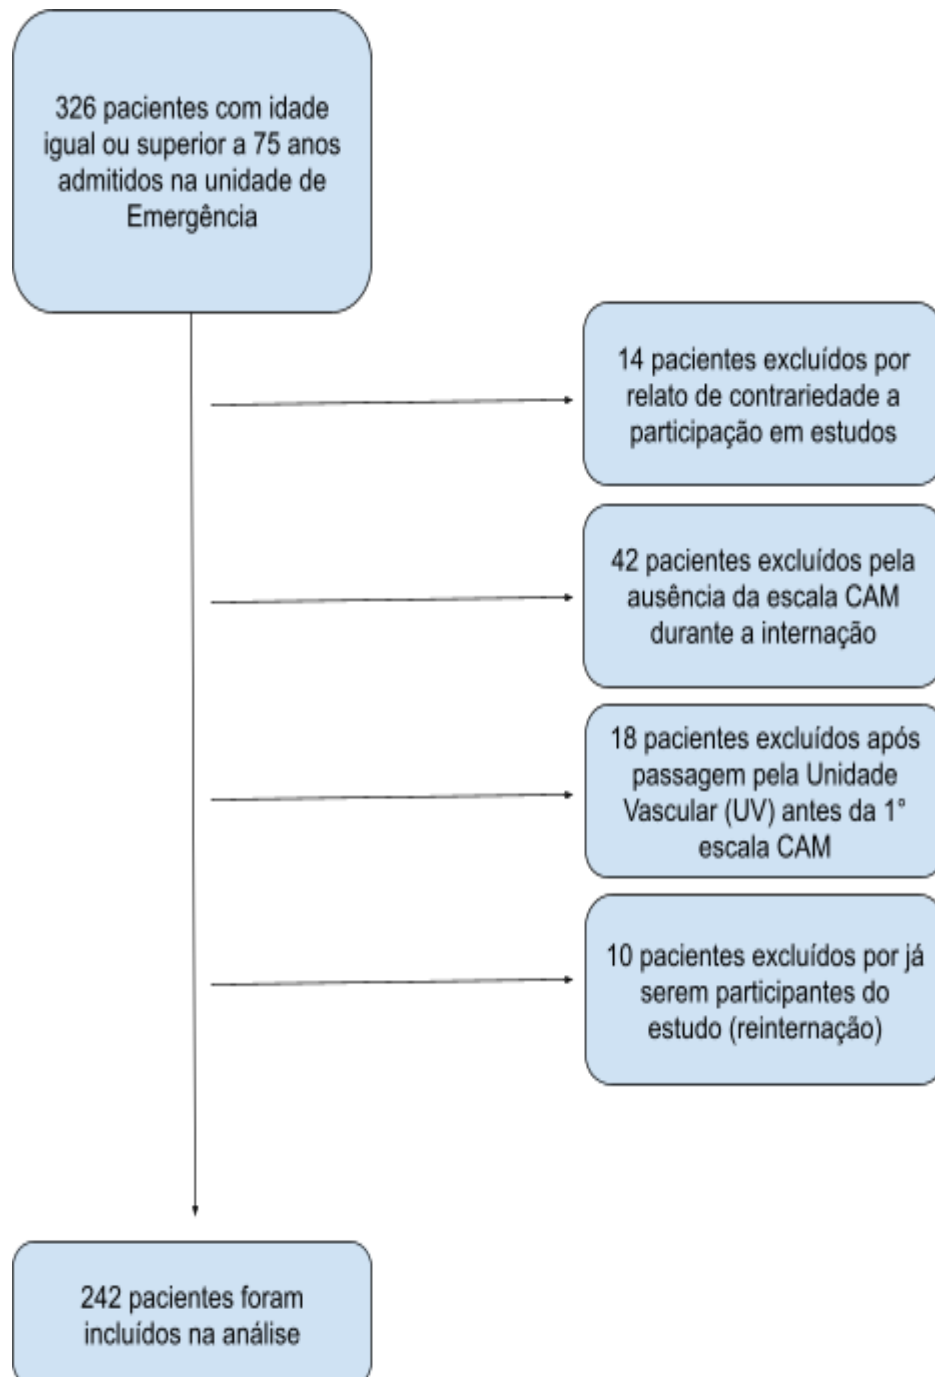 326 pacientes com idade
igual ou superior a 75 anos
admitidos na unidade de
Emergência
14 pacientes excluídos por
relato de contrariedade a
participação em estudos
42 pacientes excluídos pela
ausência da escala CAM
durante a internação
18 pacientes excluídos após
passagem pela Unidade
Vascular (UV) antes da 1°
escala CAM
10 pacientes excluídos por já
serem participantes do
estudo (reinternação)
242 pacientes foram
incluídos na análise